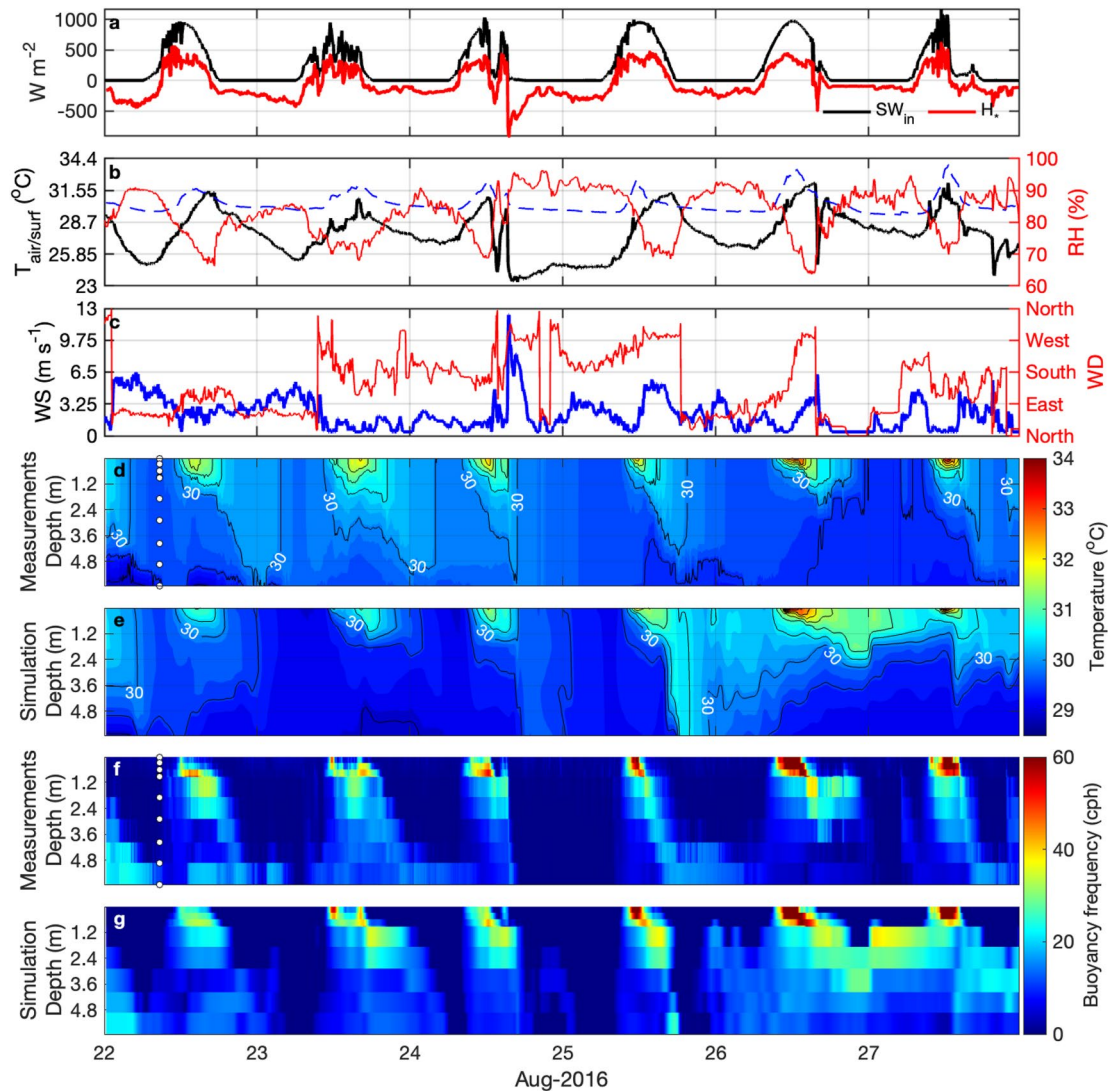 a
1000
500
0
-500
W m⁻²
SWin
H*
b
34.4
31.55
28.7
25.85
23
Tair/surf (°C)
100
90
80
70
60
RH (%)
c
13
9.75
6.5
3.25
0
WS (m s⁻¹)
North
West
South
East
North
WD
d
1.2
2.4
3.6
4.8
Measurements
Depth (m)
30 30 30 30 30 30 30 30 30
e
1.2
2.4
3.6
4.8
Simulation
Depth (m)
30 30 30 30 30 30 30 30 30
34
33
32
31
30
29
Temperature (°C)
f
1.2
2.4
3.6
4.8
Measurements
Depth (m)
g
1.2
2.4
3.6
4.8
Simulation
Depth (m)
60
40
20
0
Buoyancy frequency (cph)
22 23 24 25 26 27
Aug-2016